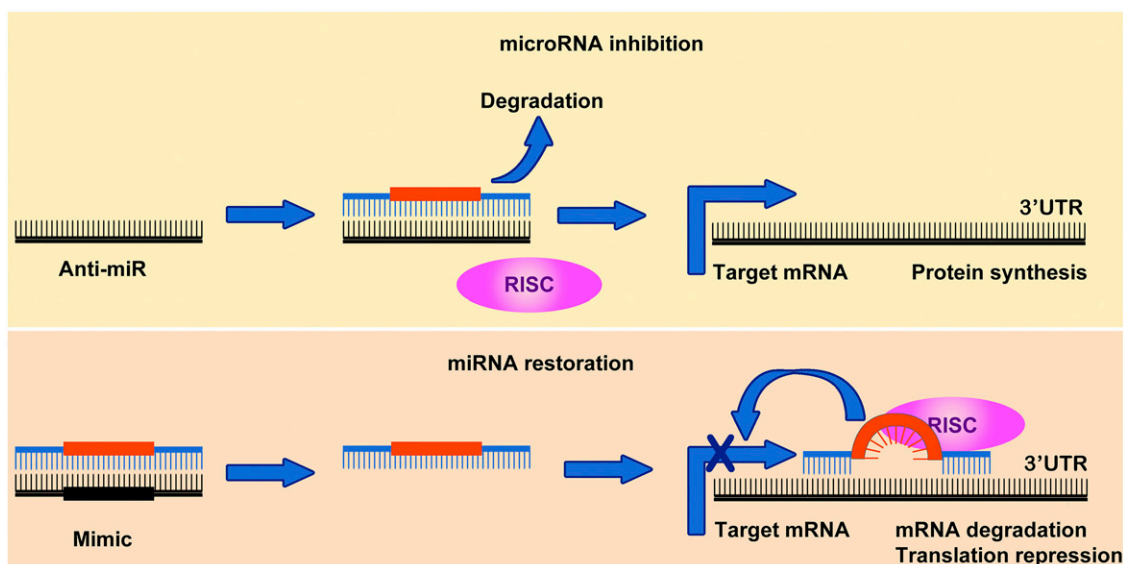 microRNA inhibition
Degradation
3’UTR
Anti-miR
RISC
Target mRNA
Protein synthesis
miRNA restoration
RISC
3’UTR
Mimic
Target mRNA
mRNA degradation
Translation repression